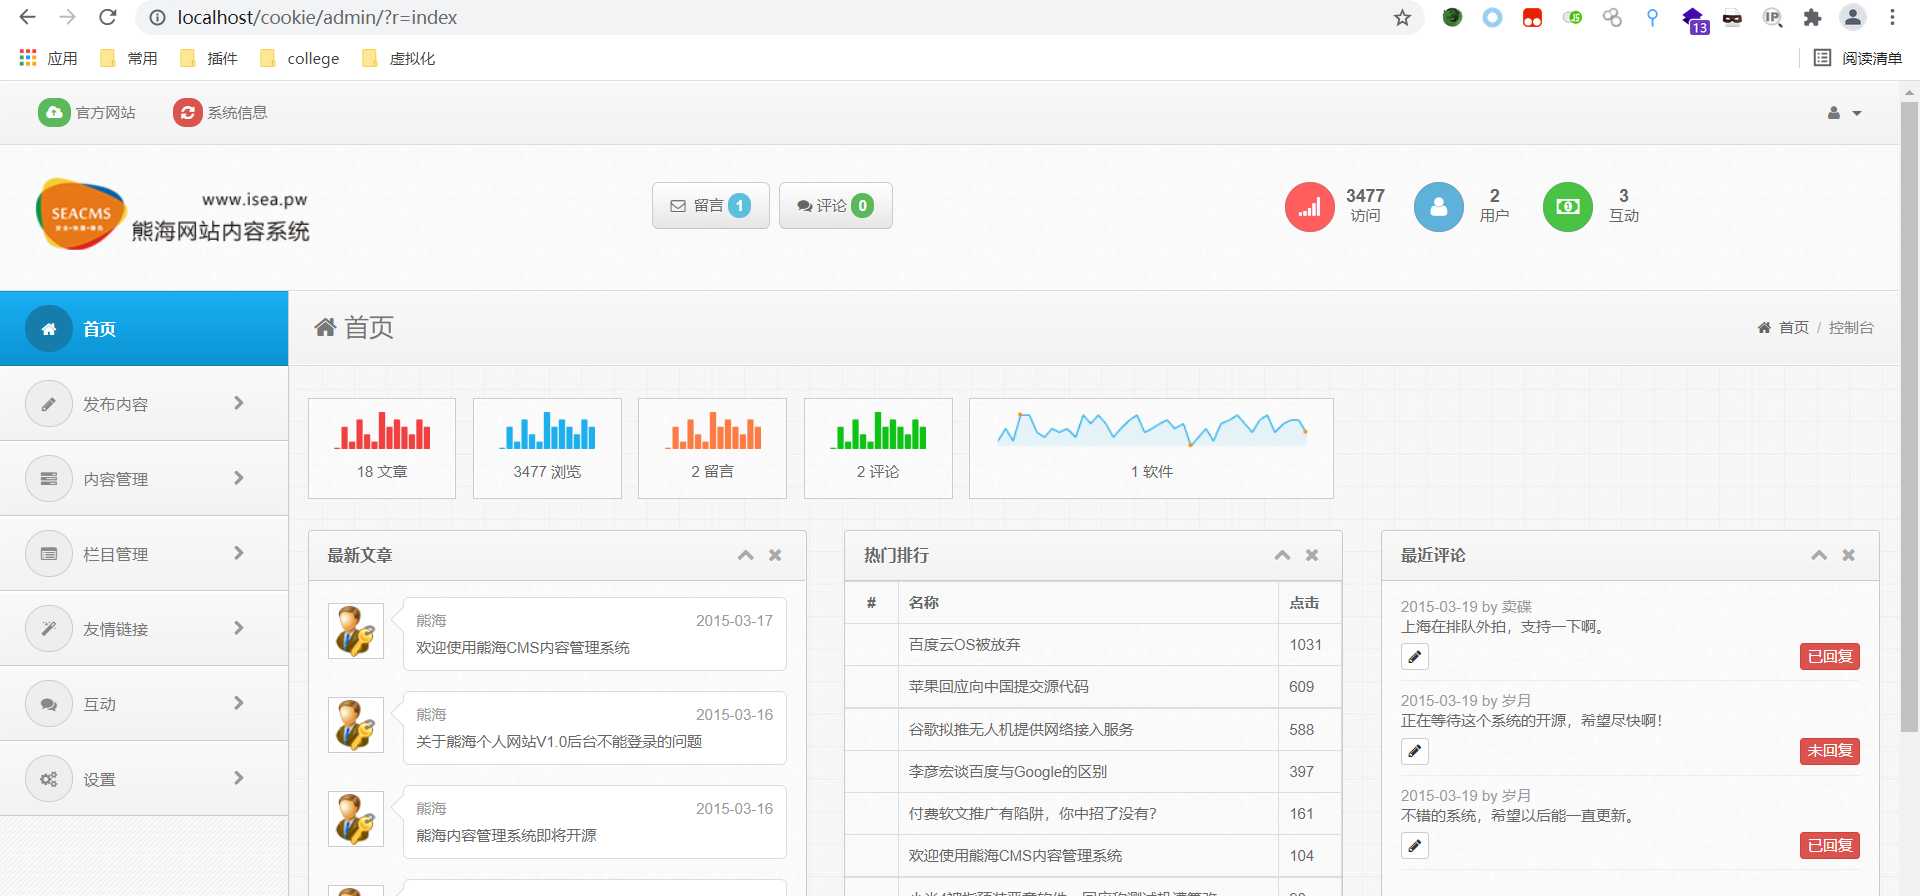 localhost/cookie/admin/?r=index
13
应用
常用
插件
college
虚拟化
阅读清单
官方网站
系统信息
SEACMS
www.isea.pw
熊海网站内容系统
留言 1
评论 0
3477
访问
2
用户
3
互动
首页
发布内容
内容管理
栏目管理
友情链接
互动
设置
首页
首页 / 控制台
18 文章
3477 浏览
2 留言
2 评论
1 软件
最新文章
熊海 2015-03-17
欢迎使用熊海CMS内容管理系统
熊海 2015-03-16
关于熊海个人网站V1.0后台不能登录的问题
熊海 2015-03-16
熊海内容管理系统即将开源
热门排行
# 名称 点击
百度云OS被放弃 1031
苹果回应向中国提交源代码 609
谷歌拟推无人机提供网络接入服务 588
李彦宏谈百度与Google的区别 397
付费软文推广有陷阱，你中招了没有? 161
欢迎使用熊海CMS内容管理系统 104
最近评论
2015-03-19 by 卖碟
上海在排队外拍，支持一下啊。
已回复
2015-03-19 by 岁月
正在等待这个系统的开源，希望尽快啊!
未回复
2015-03-19 by 岁月
不错的系统，希望以后能一直更新。
已回复